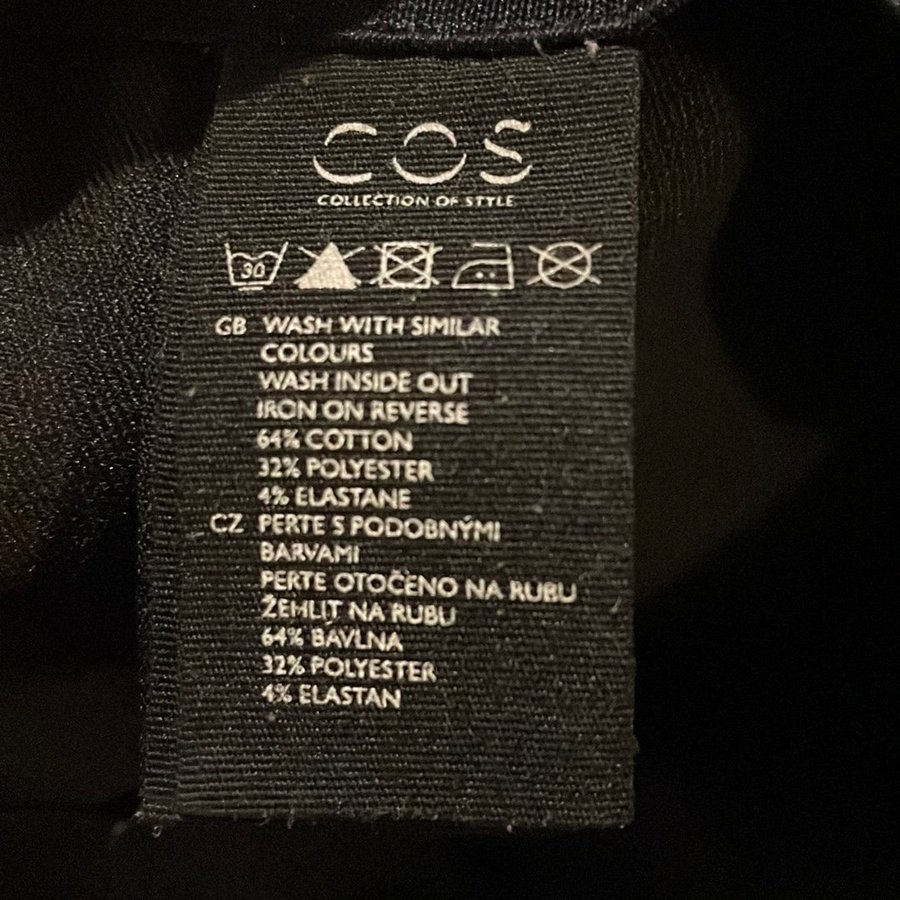 COS
COLLECTION OF STYLE
30
GB WASH WITH SIMILAR
COLOURS
WASH INSIDE OUT
IRON ON REVERSE
64% COTTON
32% POLYESTER
4% ELASTANE
CZ PERTE S PODOBNÝMI
BARVAMI
PERTE OTOČENO NA RUBU
ŽEHLIT NA RUBU
64% BAVLNA
32% POLYESTER
4% ELASTAN